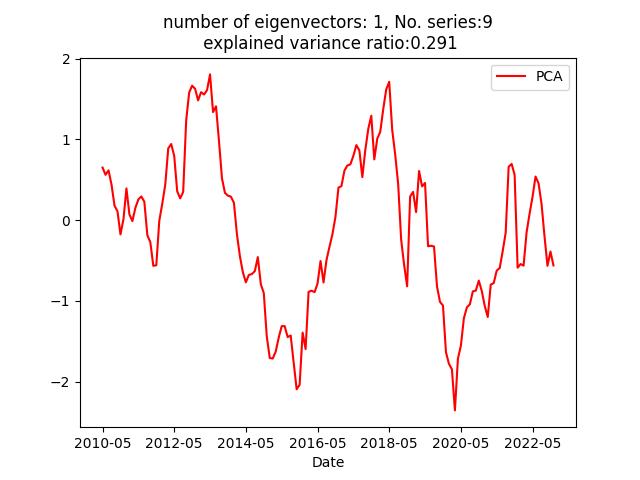 number of eigenvectors: 1, No. series:9
explained variance ratio:0.291
PCA
2
1
0
−1
−2
2010-05 2012-05 2014-05 2016-05 2018-05 2020-05 2022-05
Date